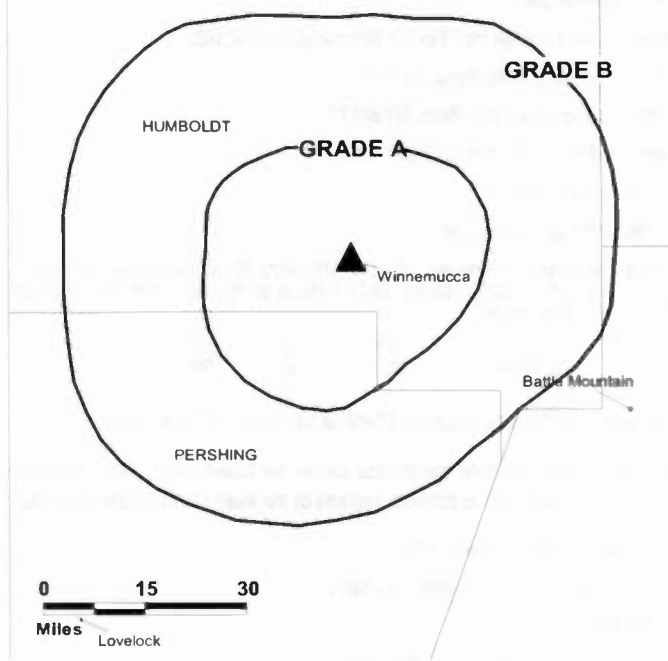 GRADE B
HUMBOLDT
GRADE A
Winnemucca
Battle Mountain
PERSHING
0 15 30
Miles
Lovelock